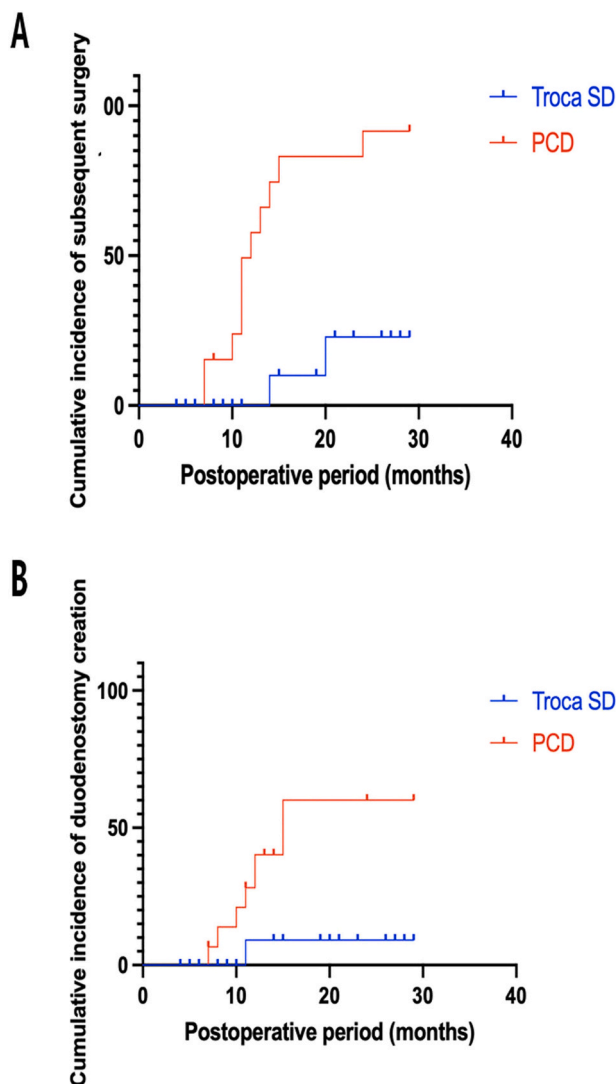 A
Cumulative incidence of subsequent surgery
00
50
0
0 10 20 30 40
Postoperative period (months)
Troca SD
PCD
B
Cumulative incidence of duodenostomy creation
100
50
0
0 10 20 30 40
Postoperative period (months)
Troca SD
PCD